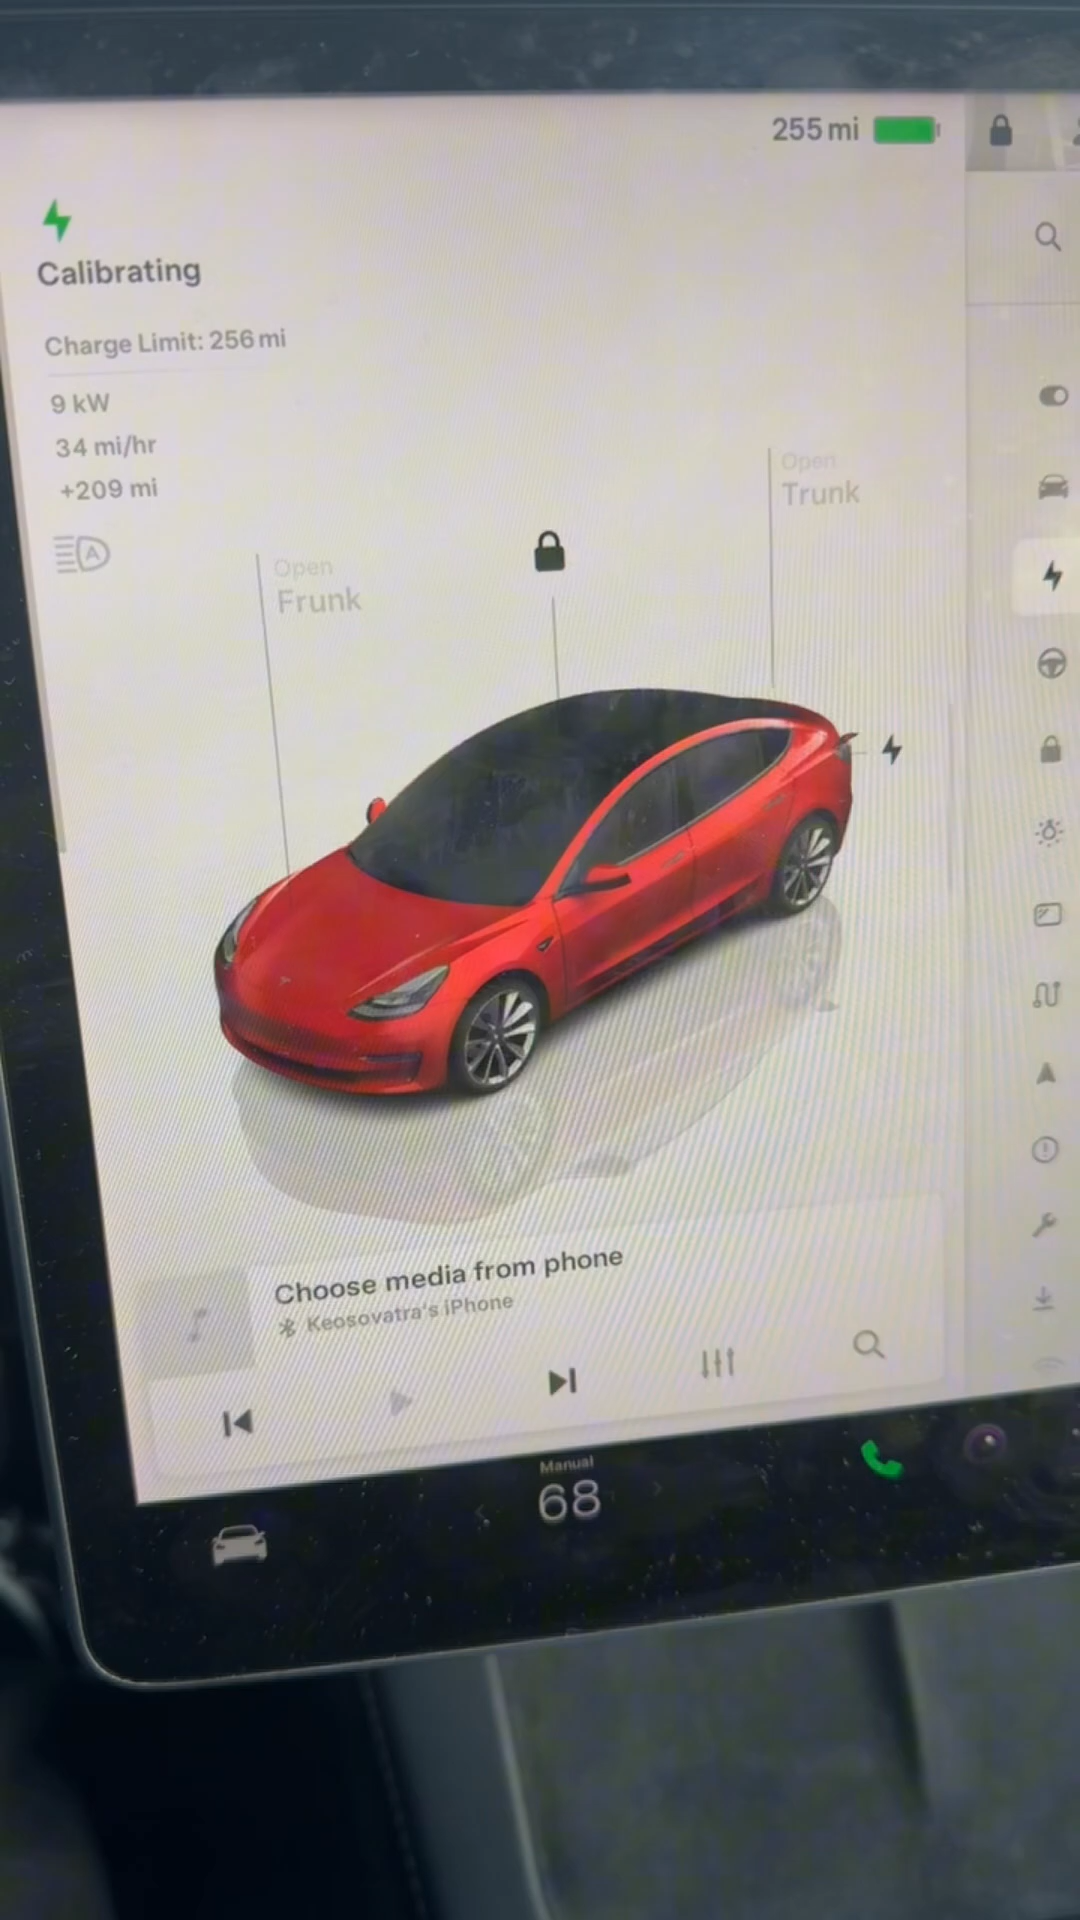 255 mi
Calibrating
Charge Limit: 256 mi
9 kW
34 mi/hr
+209 mi
A
Open
Trunk
Open
Frunk
Choose media from phone
Keosovatra's iPhone
Manual
68